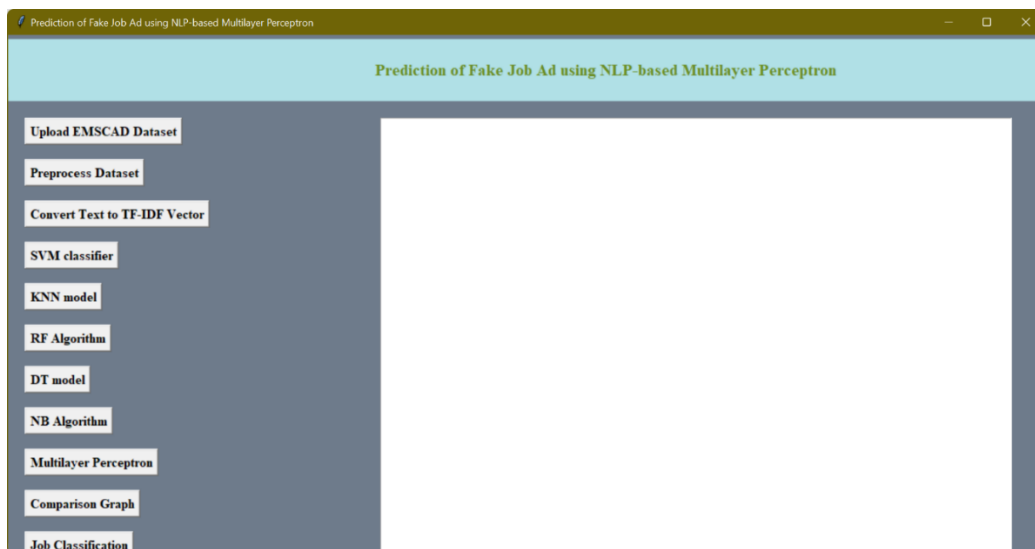 Prediction of Fake Job Ad using NLP-based Multilayer Perceptron
Prediction of Fake Job Ad using NLP-based Multilayer Perceptron
Upload EMSCAD Dataset
Preprocess Dataset
Convert Text to TF-IDF Vector
SVM classifier
KNN model
RF Algorithm
DT model
NB Algorithm
Multilayer Perceptron
Comparison Graph
Job Classification